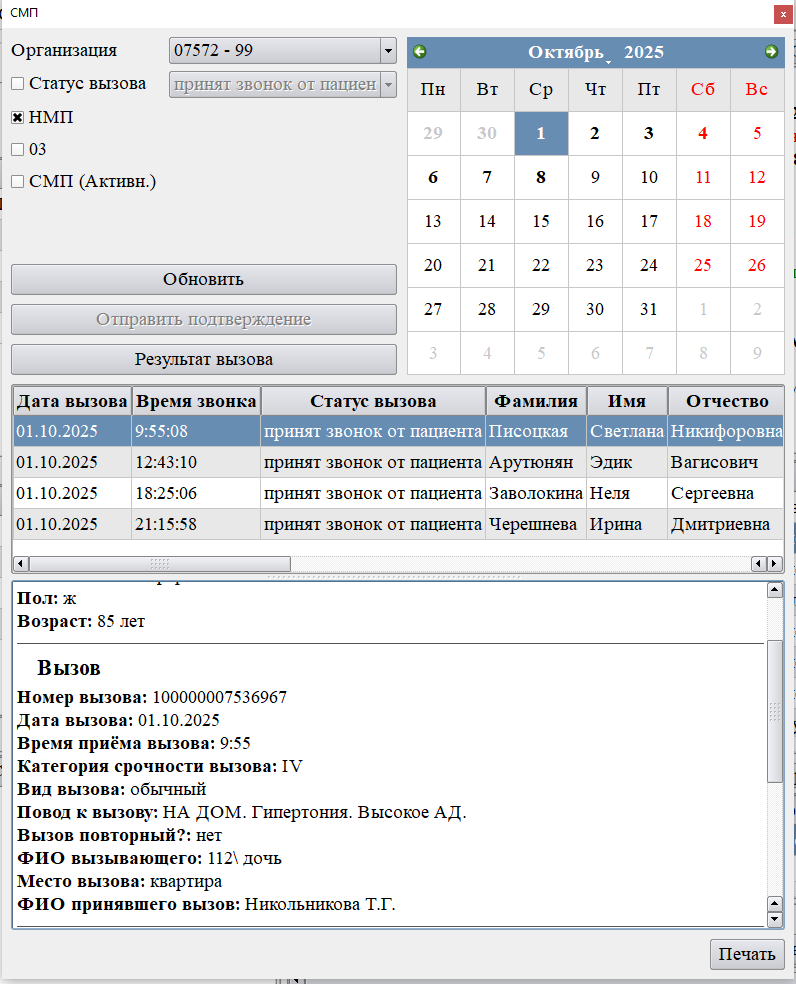 СМП
Организация 07572 - 99
Статус вызова принят звонок от пациен
НМП
03
СМП (Активн.)
Обновить
Отправить подтверждение
Результат вызова
Октябрь 2025
Пн Вт Ср Чт Пт Сб Вс
29 30 1 2 3 4 5
6 7 8 9 10 11 12
13 14 15 16 17 18 19
20 21 22 23 24 25 26
27 28 29 30 31 1 2
3 4 5 6 7 8 9
Дата вызова Время звонка Статус вызова Фамилия Имя Отчество
01.10.2025 9:55:08 принят звонок от пациента Писоцкая Светлана Никифоровна
01.10.2025 12:43:10 принят звонок от пациента Арутюнян Эдик Вагисович
01.10.2025 18:25:06 принят звонок от пациента Заволокина Неля Сергеевна
01.10.2025 21:15:58 принят звонок от пациента Черешнева Ирина Дмитриевна
Пол: ж
Возраст: 85 лет
Вызов
Номер вызова: 100000007536967
Дата вызова: 01.10.2025
Время приёма вызова: 9:55
Категория срочности вызова: IV
Вид вызова: обычный
Повод к вызову: НА ДОМ. Гипертония. Высокое АД.
Вызов повторный?: нет
ФИО вызывающего: 112\ дочь
Место вызова: квартира
ФИО принявшего вызов: Никольникова Т.Г.
Печать